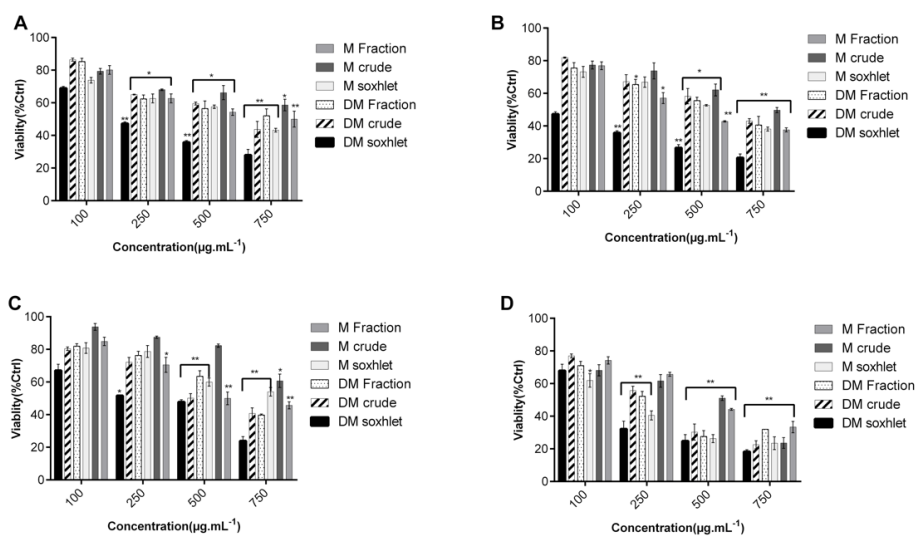 A
Viablity(%Ctrl)
100
80
60
40
20
0
** ** * * ** * **
100 250 500 750
Concentration(µg.mL-1)
M Fraction
M crude
M soxhlet
DM Fraction
DM crude
DM soxhlet
B
Viablity(%Ctrl)
100
80
60
40
20
0
** * * ** * ** **
100 250 500 750
Concentration(µg.mL-1)
M Fraction
M crude
M soxhlet
DM Fraction
DM crude
DM soxhlet
C
Viablity(%Ctrl)
100
80
60
40
20
0
* * ** ** ** * **
100 250 500 750
Concentration(µg.mL-1)
M Fraction
M crude
M soxhlet
DM Fraction
DM crude
DM soxhlet
D
Viablity(%Ctrl)
100
80
60
40
20
0
* ** ** **
100 250 500 750
Concentration(µg.mL-1)
M Fraction
M crude
M soxhlet
DM Fraction
DM crude
DM soxhlet